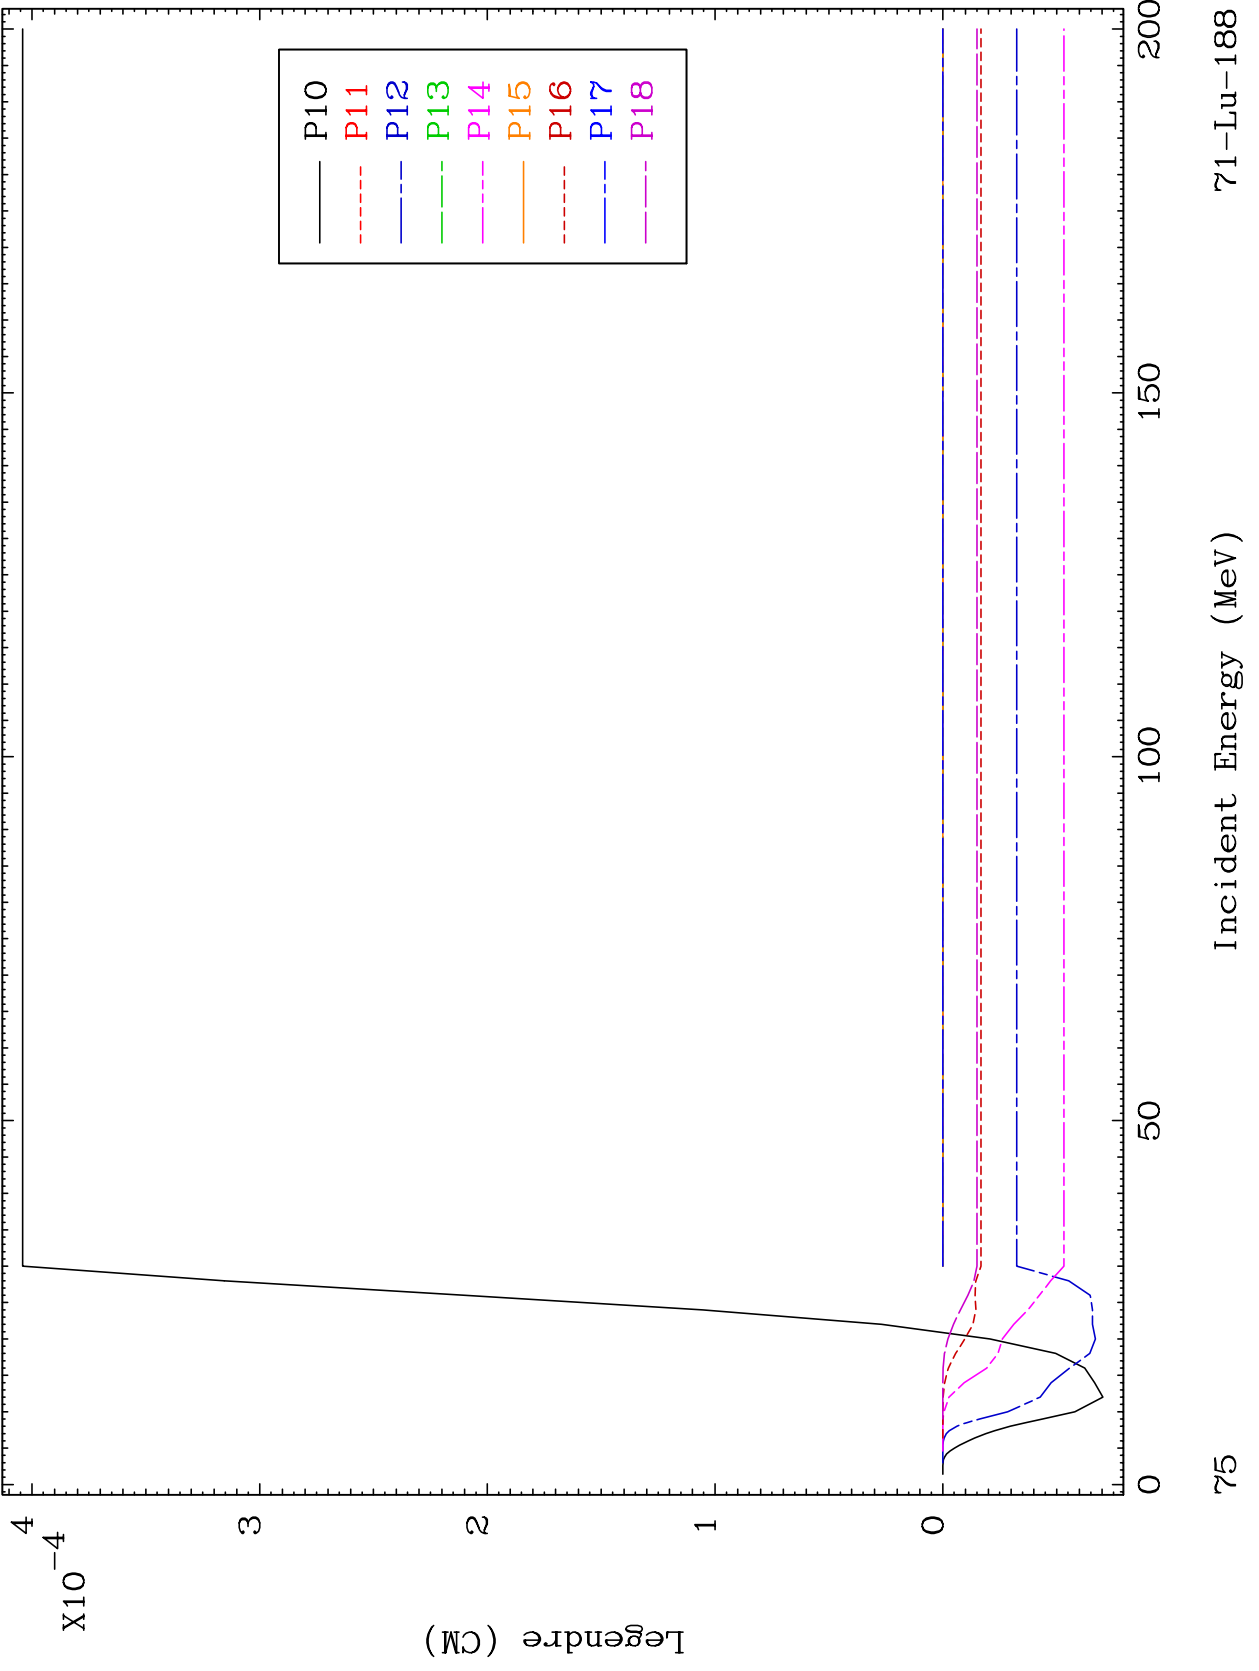 X10-4
4
3
2
1
0
Legendre (CM)
P10
P11
P12
P13
P14
P15
P16
P17
P18
0
50
100
150
200
Incident Energy (MeV)
75
71-Lu-188